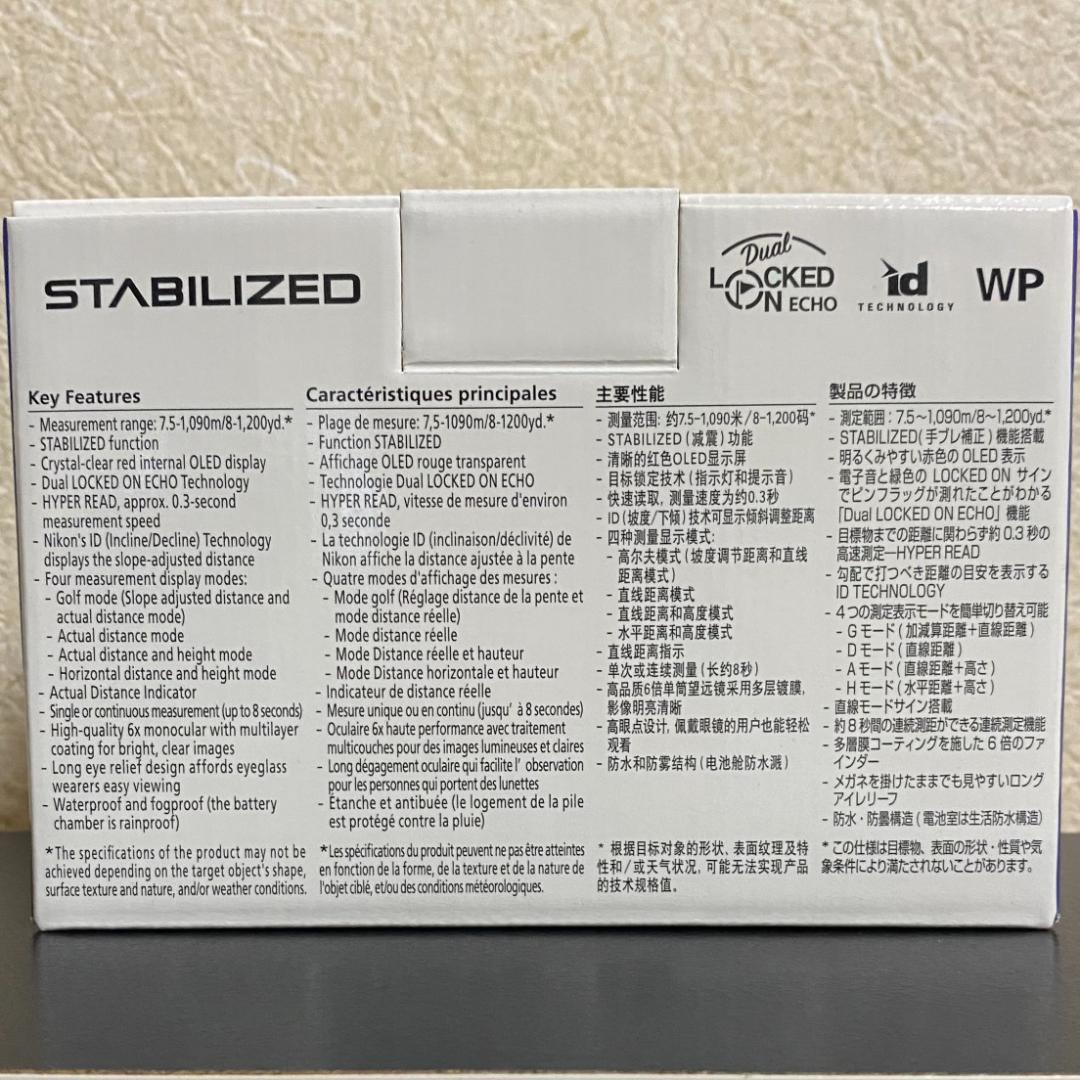 STABILIZED
Dual
LOCKED
ON ECHO
id
TECHNOLOGY
WP
Key Features
- Measurement range: 7.5-1,090m/8-1,200yd.*
- STABILIZED function
- Crystal-clear red internal OLED display
- Dual LOCKED ON ECHO Technology
- HYPER READ, approx. 0.3-second
measurement speed
- Nikon's ID (Incline/Decline) Technology
displays the slope-adjusted distance
- Four measurement display modes:
- Golf mode (Slope adjusted distance and
actual distance mode)
- Actual distance mode
- Actual distance and height mode
- Horizontal distance and height mode
- Actual Distance Indicator
- Single or continuous measurement (up to 8 seconds)
- High-quality 6x monocular with multilayer
coating for bright, clear images
- Long eye relief design affords eyeglass
wearers easy viewing
- Waterproof and fogproof (the battery
chamber is rainproof)
*The specifications of the product may not be
achieved depending on the target object's shape,
surface texture and nature, and/or weather conditions.
Caractéristiques principales
- Plage de mesure: 7,5-1090m/8-1200yd.*
- Function STABILIZED
- Affichage OLED rouge transparent
- Technologie Dual LOCKED ON ECHO
- HYPER READ, vitesse de mesure d'environ
0,3 seconde
- La technologie ID (inclinaison/déclivité) de
Nikon affiche la distance ajustée à la pente
- Quatre modes d'affichage des mesures :
- Mode golf (Réglage distance de la pente et
mode distance réelle)
- Mode distance réelle
- Mode Distance réelle et hauteur
- Mode Distance horizontale et hauteur
- Indicateur de distance réelle
- Mesure unique ou en continu (jusqu' à 8 secondes)
- Oculaire 6x haute performance avec traitement
multicouches pour des images lumineuses et claires
- Long dégagement oculaire qui facilite l' observation
pour les personnes qui portent des lunettes
- Étanche et antibuée (le logement de la pile
est protégé contre la pluie)
*Les spécifications du produit peuvent ne pas être atteintes
en fonction de la forme, de la texture et de la nature de
l'objet ciblé, et/ou des conditions météorologiques.
主要性能
- 测量范围: 约7.5-1,090米/8-1,200码*
- STABILIZED (减震) 功能
- 清晰的红色OLED显示屏
- 目标锁定技术 (指示灯和提示音)
- 快速读取, 测量速度为约0.3秒
- ID (坡度/下倾) 技术可显示倾斜调整距离
- 四种测量显示模式:
- 高尔夫模式 (坡度调节距离和直线
距离模式)
- 直线距离模式
- 直线距离和高度模式
- 水平距离和高度模式
- 直线距离指示
- 单次或连续测量 (长约8秒)
- 高品质6倍单筒望远镜采用多层镀膜,
影像明亮清晰
- 高眼点设计, 佩戴眼镜的用户也能轻松
观看
- 防水和防雾结构 (电池舱防水溅)
* 根据目标对象的形状、表面纹理及特
性和/或天气状况, 可能无法实现产品
的技术规格值。
製品の特徴
- 測定範囲：7.5～1,090m/8～1,200yd.*
- STABILIZED(手ブレ補正) 機能搭載
- 明るくみやすい赤色の OLED 表示
- 電子音と緑色の LOCKED ON サイン
でピンフラッグが測れたことがわかる
「Dual LOCKED ON ECHO」機能
- 目標物までの距離に関わらず約 0.3 秒の
高速測定—HYPER READ
- 勾配で打つべき距離の目安を表示する
ID TECHNOLOGY
- 4 つの測定表示モードを簡単切り替え可能
- G モード ( 加減算距離＋直線距離 )
- D モード ( 直線距離 )
- A モード ( 直線距離＋高さ )
- H モード ( 水平距離＋高さ )
- 直線モードサイン搭載
- 約 8 秒間の連続測距ができる連続測定機能
- 多層膜コーティングを施した 6 倍のファ
インダー
- メガネを掛けたままでも見やすいロング
アイレリーフ
- 防水・防曇構造 ( 電池室は生活防水構造)
* この仕様は目標物、表面の形状・性質や気
象条件により満たされないことがあります。